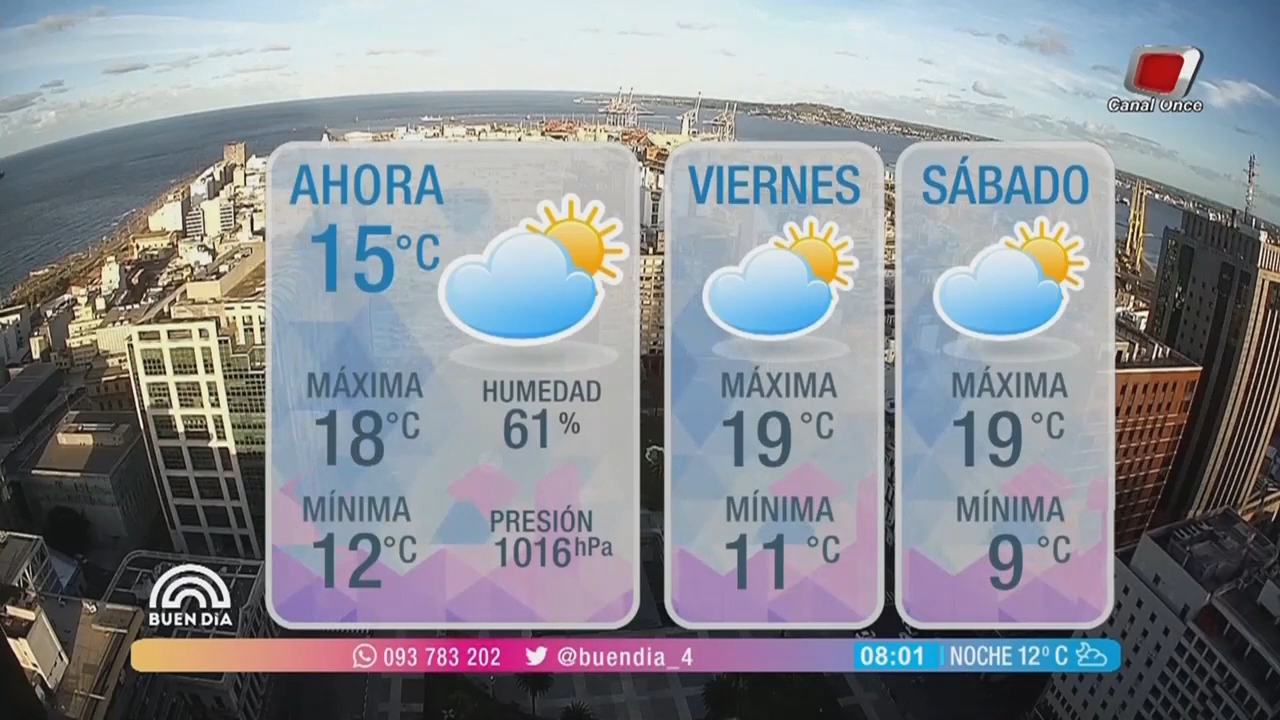 Canal Once
AHORA
15°C
MÁXIMA
18°C
MÍNIMA
12°C
HUMEDAD
61%
PRESIÓN
1016hPa
VIERNES
MÁXIMA
19°C
MÍNIMA
11°C
SÁBADO
MÁXIMA
19°C
MÍNIMA
9°C
BUEN DÍA
093 783 202 @buendia_4 08:01 NOCHE 12º C